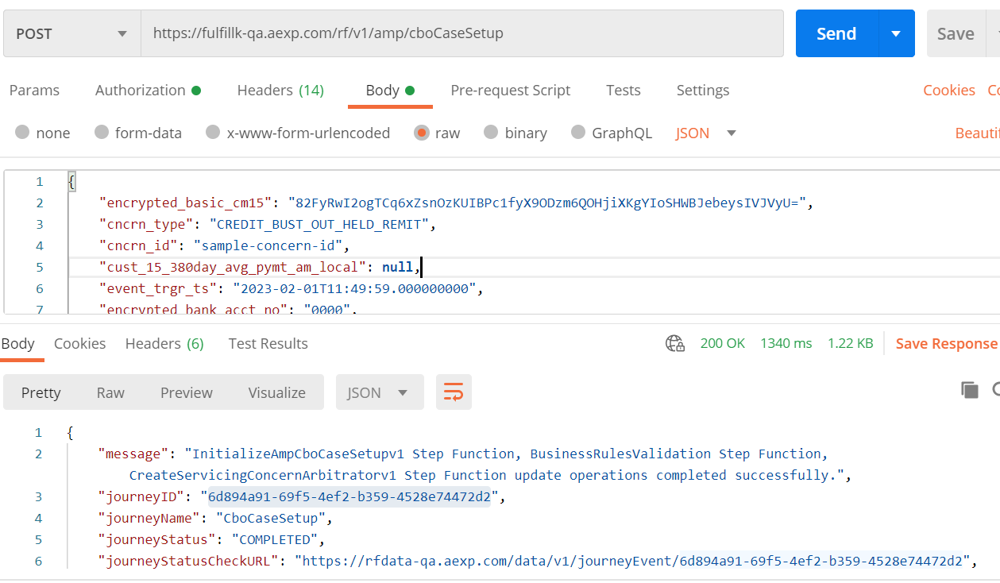 POST https://fulfillk-qa.aexp.com/rf/v1/amp/cboCaseSetup Send Save
Params Authorization Headers (14) Body Pre-request Script Tests Settings Cookies
none form-data x-www-form-urlencoded raw binary GraphQL JSON Beautif
1 {
2 "encrypted_basic_cm15": "82FyRwI2ogTCq6xZsnOzKUIBPc1fyX9ODzm6QOHjiXKgYIoSHWBJebeysIVJVyU=",
3 "cncrn_type": "CREDIT_BUST_OUT_HELD_REMIT",
4 "cncrn_id": "sample-concern-id",
5 "cust_15_380day_avg_pymt_am_local": null,
6 "event_trgr_ts": "2023-02-01T11:49:59.000000000",
7 "encrypted_bank_acct_no": "0000",
Body Cookies Headers (6) Test Results 200 OK 1340 ms 1.22 KB Save Response
Pretty Raw Preview Visualize JSON
1 {
2 "message": "InitializeAmpCboCaseSetupv1 Step Function, BusinessRulesValidation Step Function,
CreateServicingConcernArbitratorv1 Step Function update operations completed successfully.",
3 "journeyID": "6d894a91-69f5-4ef2-b359-4528e74472d2",
4 "journeyName": "CboCaseSetup",
5 "journeyStatus": "COMPLETED",
6 "journeyStatusCheckURL": "https://rfdata-qa.aexp.com/data/v1/journeyEvent/6d894a91-69f5-4ef2-b359-4528e74472d2",